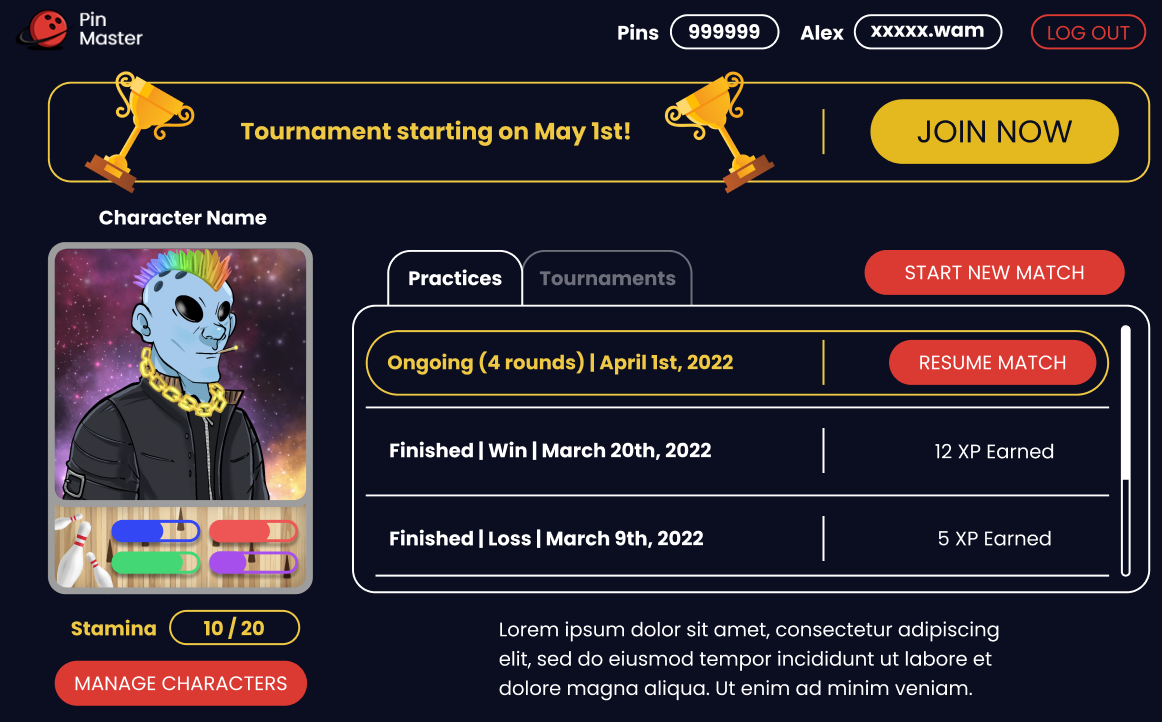 Pin
Master
Pins 999999 Alex xxxxx.wam LOG OUT
Tournament starting on May 1st! JOIN NOW
Character Name
Practices Tournaments START NEW MATCH
Ongoing (4 rounds) | April 1st, 2022 RESUME MATCH
Finished | Win | March 20th, 2022 12 XP Earned
Finished | Loss | March 9th, 2022 5 XP Earned
Stamina 10 / 20
MANAGE CHARACTERS
Lorem ipsum dolor sit amet, consectetur adipiscing
elit, sed do eiusmod tempor incididunt ut labore et
dolore magna aliqua. Ut enim ad minim veniam.